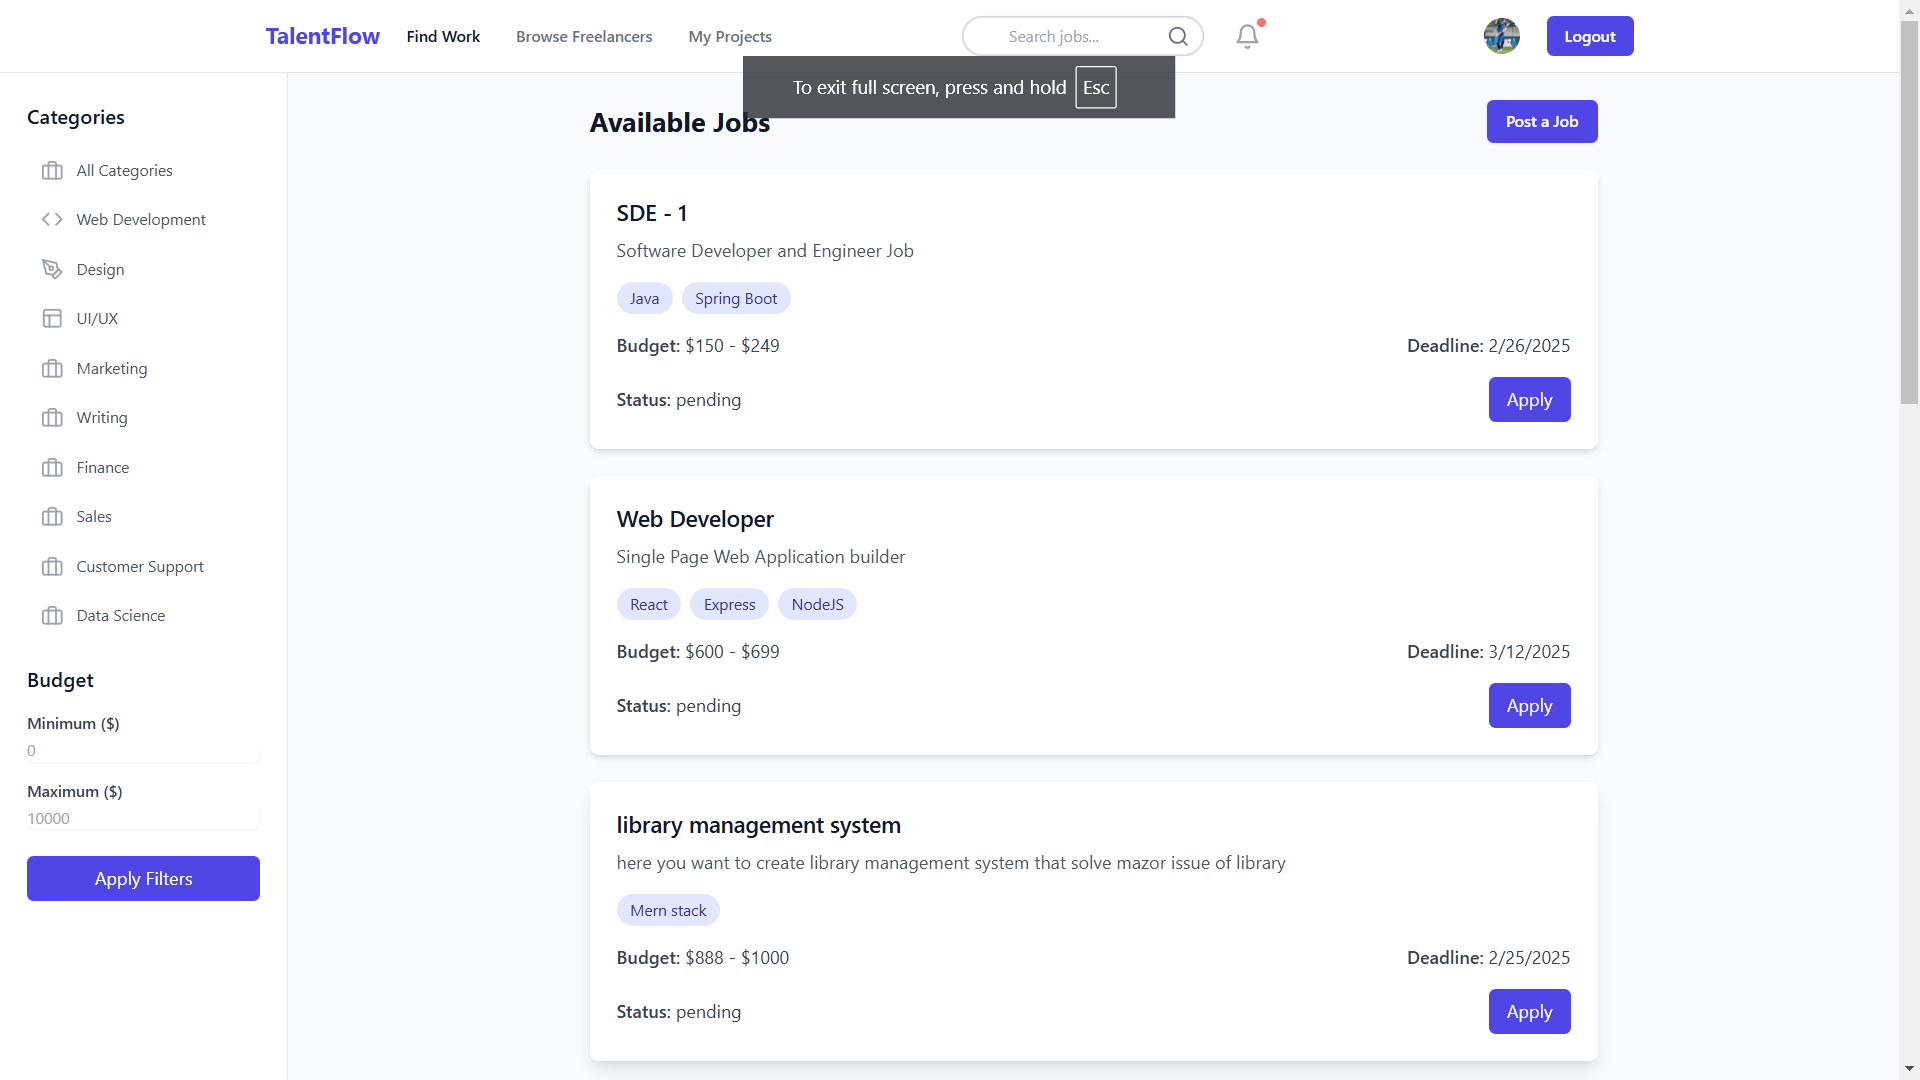 TalentFlow
Find Work
Browse Freelancers
My Projects
Search jobs...
Logout
To exit full screen, press and hold Esc
Categories
All Categories
Web Development
Design
UI/UX
Marketing
Writing
Finance
Sales
Customer Support
Data Science
Budget
Minimum ($)
0
Maximum ($)
10000
Apply Filters
Available Jobs
Post a Job
SDE - 1
Software Developer and Engineer Job
Java Spring Boot
Budget: $150 - $249 Deadline: 2/26/2025
Status: pending Apply
Web Developer
Single Page Web Application builder
React Express NodeJS
Budget: $600 - $699 Deadline: 3/12/2025
Status: pending Apply
library management system
here you want to create library management system that solve mazor issue of library
Mern stack
Budget: $888 - $1000 Deadline: 2/25/2025
Status: pending Apply